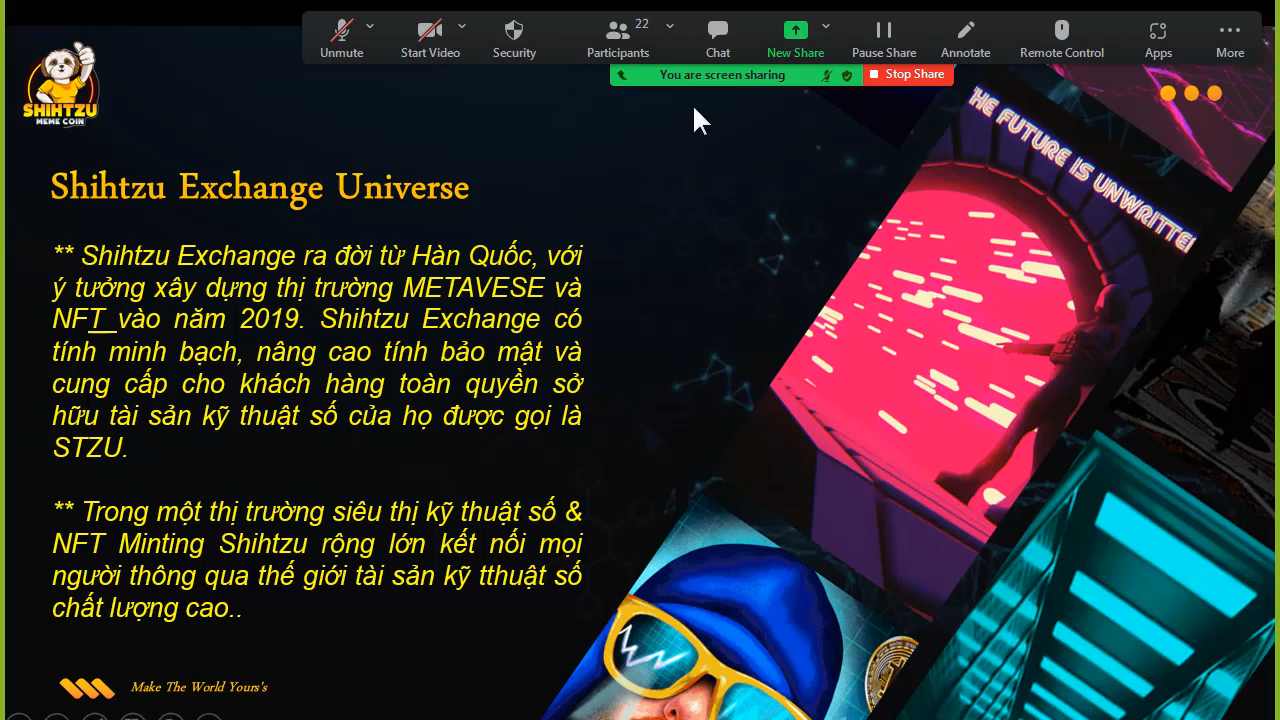 22
Unmute
Start Video
Security
Participants
Chat
New Share
Pause Share
Annotate
Remote Control
Apps
More
You are screen sharing
Stop Share
SHIHTZU
MEME COIN
THE FUTURE IS UNWRITTEN
Shihtzu Exchange Universe
** Shihtzu Exchange ra đời từ Hàn Quốc, với
ý tưởng xây dựng thị trường METAVESE và
NFT vào năm 2019. Shihtzu Exchange có
tính minh bạch, nâng cao tính bảo mật và
cung cấp cho khách hàng toàn quyền sở
hữu tài sản kỹ thuật số của họ được gọi là
STZU.
** Trong một thị trường siêu thị kỹ thuật số &
NFT Minting Shihtzu rộng lớn kết nối mọi
người thông qua thế giới tài sản kỹ tthuật số
chất lượng cao..
Make The World Yours's